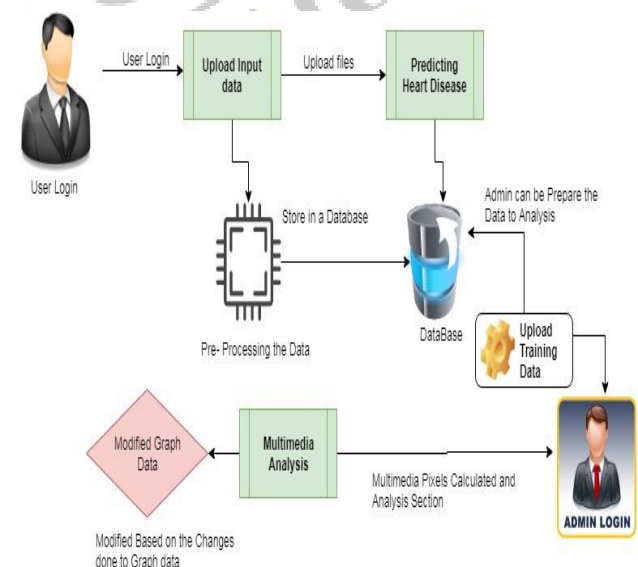 User Login
Upload Input
data
Upload files
Predicting
Heart Disease
User Login
Store in a Database
Admin can be Prepare the
Data to Analysis
Pre- Processing the Data
DataBase
Upload
Training
Data
Modified Graph
Data
Multimedia
Analysis
Multimedia Pixels Calculated and
Analysis Section
ADMIN LOGIN
Modified Based on the Changes
done to Graph data